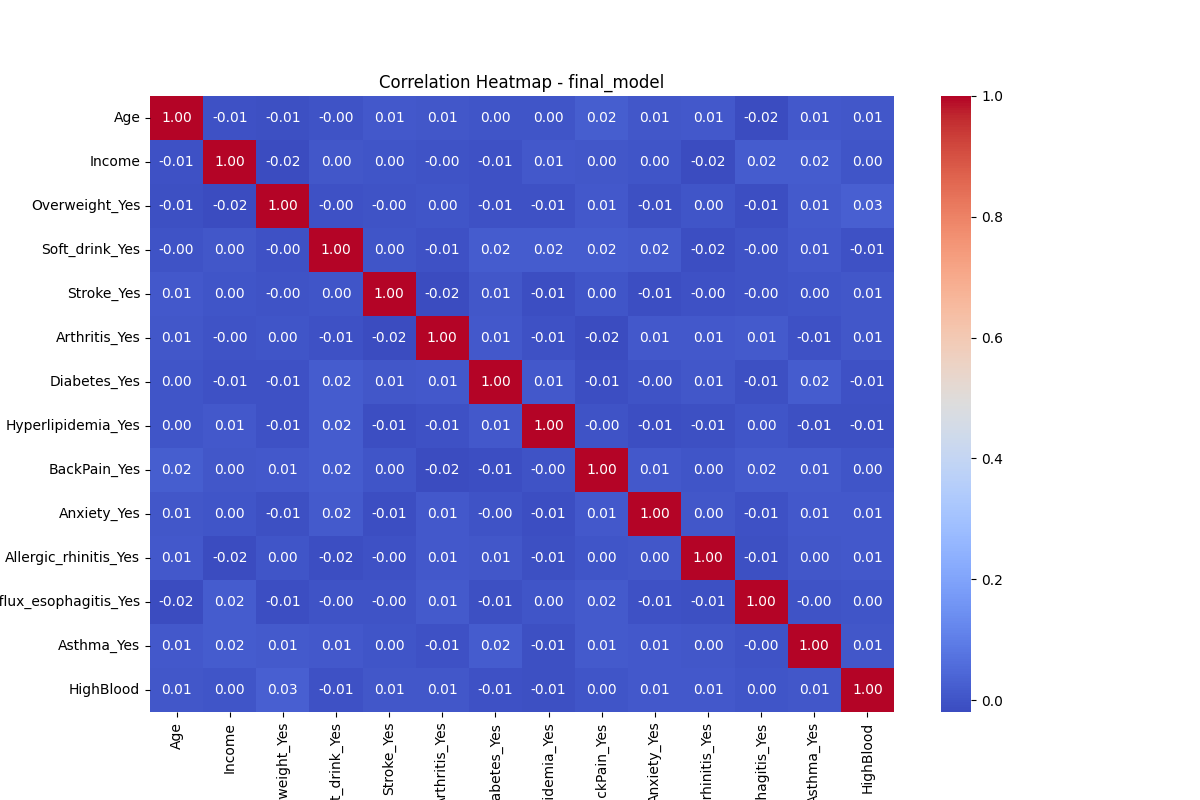 Correlation Heatmap - final_model
Age 1.00 -0.01 -0.01 -0.00 0.01 0.01 0.00 0.00 0.02 0.01 0.01 -0.02 0.01 0.01
Income -0.01 1.00 -0.02 0.00 0.00 -0.00 -0.01 0.01 0.00 0.00 -0.02 0.02 0.02 0.00
Overweight_Yes -0.01 -0.02 1.00 -0.00 -0.00 0.00 -0.01 -0.01 0.01 -0.01 0.00 -0.01 0.01 0.03
Soft_drink_Yes -0.00 0.00 -0.00 1.00 0.00 -0.01 0.02 0.02 0.02 0.02 -0.02 -0.00 0.01 -0.01
Stroke_Yes 0.01 0.00 -0.00 0.00 1.00 -0.02 0.01 -0.01 0.00 -0.01 -0.00 -0.00 0.00 0.01
Arthritis_Yes 0.01 -0.00 0.00 -0.01 -0.02 1.00 0.01 -0.01 -0.02 0.01 0.01 0.01 -0.01 0.01
Diabetes_Yes 0.00 -0.01 -0.01 0.02 0.01 0.01 1.00 0.01 -0.01 -0.00 0.01 -0.01 0.02 -0.01
Hyperlipidemia_Yes 0.00 0.01 -0.01 0.02 -0.01 -0.01 0.01 1.00 -0.00 -0.01 -0.01 0.00 -0.01 -0.01
BackPain_Yes 0.02 0.00 0.01 0.02 0.00 -0.02 -0.01 -0.00 1.00 0.01 0.00 0.02 0.01 0.00
Anxiety_Yes 0.01 0.00 -0.01 0.02 -0.01 0.01 -0.00 -0.01 0.01 1.00 0.00 -0.01 0.01 0.01
Allergic_rhinitis_Yes 0.01 -0.02 0.00 -0.02 -0.00 0.01 0.01 -0.01 0.00 0.00 1.00 -0.01 0.00 0.01
flux_esophagitis_Yes -0.02 0.02 -0.01 -0.00 -0.00 0.01 -0.01 0.00 0.02 -0.01 -0.01 1.00 -0.00 0.00
Asthma_Yes 0.01 0.02 0.01 0.01 0.00 -0.01 0.02 -0.01 0.01 0.01 0.00 -0.00 1.00 0.01
HighBlood 0.01 0.00 0.03 -0.01 0.01 0.01 -0.01 -0.01 0.00 0.01 0.01 0.00 0.01 1.00
Age
Income
weight_Yes
t_drink_Yes
Stroke_Yes
rthritis_Yes
abetes_Yes
idemia_Yes
ckPain_Yes
Anxiety_Yes
rhinitis_Yes
hagitis_Yes
Asthma_Yes
HighBlood
1.0
0.8
0.6
0.4
0.2
0.0